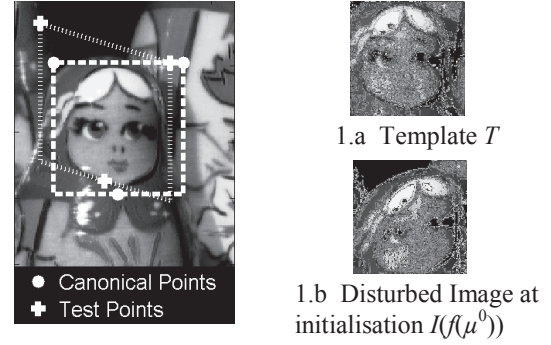 Canonical Points
Test Points
1.a Template T
1.b Disturbed Image at
initialisation I(f(μ⁰))